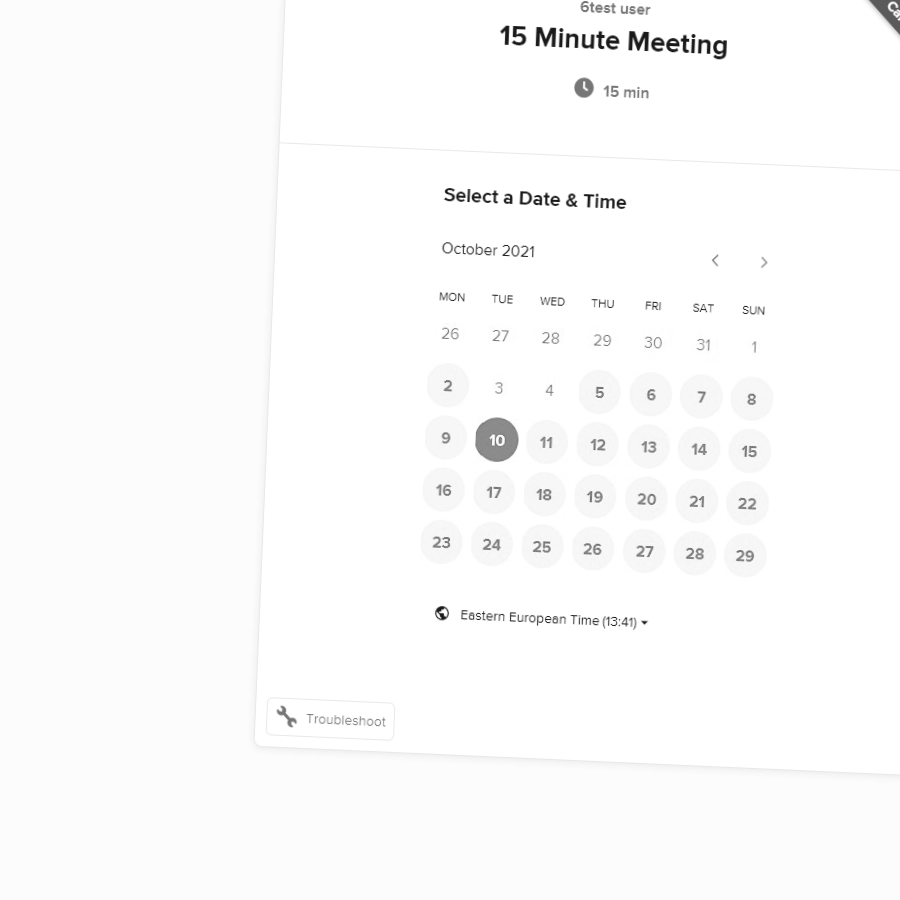 6test user
15 Minute Meeting
15 min
Select a Date & Time
October 2021
MON TUE WED THU FRI SAT SUN
26 27 28 29 30 31 1
2 3 4 5 6 7 8
9 10 11 12 13 14 15
16 17 18 19 20 21 22
23 24 25 26 27 28 29
Eastern European Time (13:41)
Troubleshoot